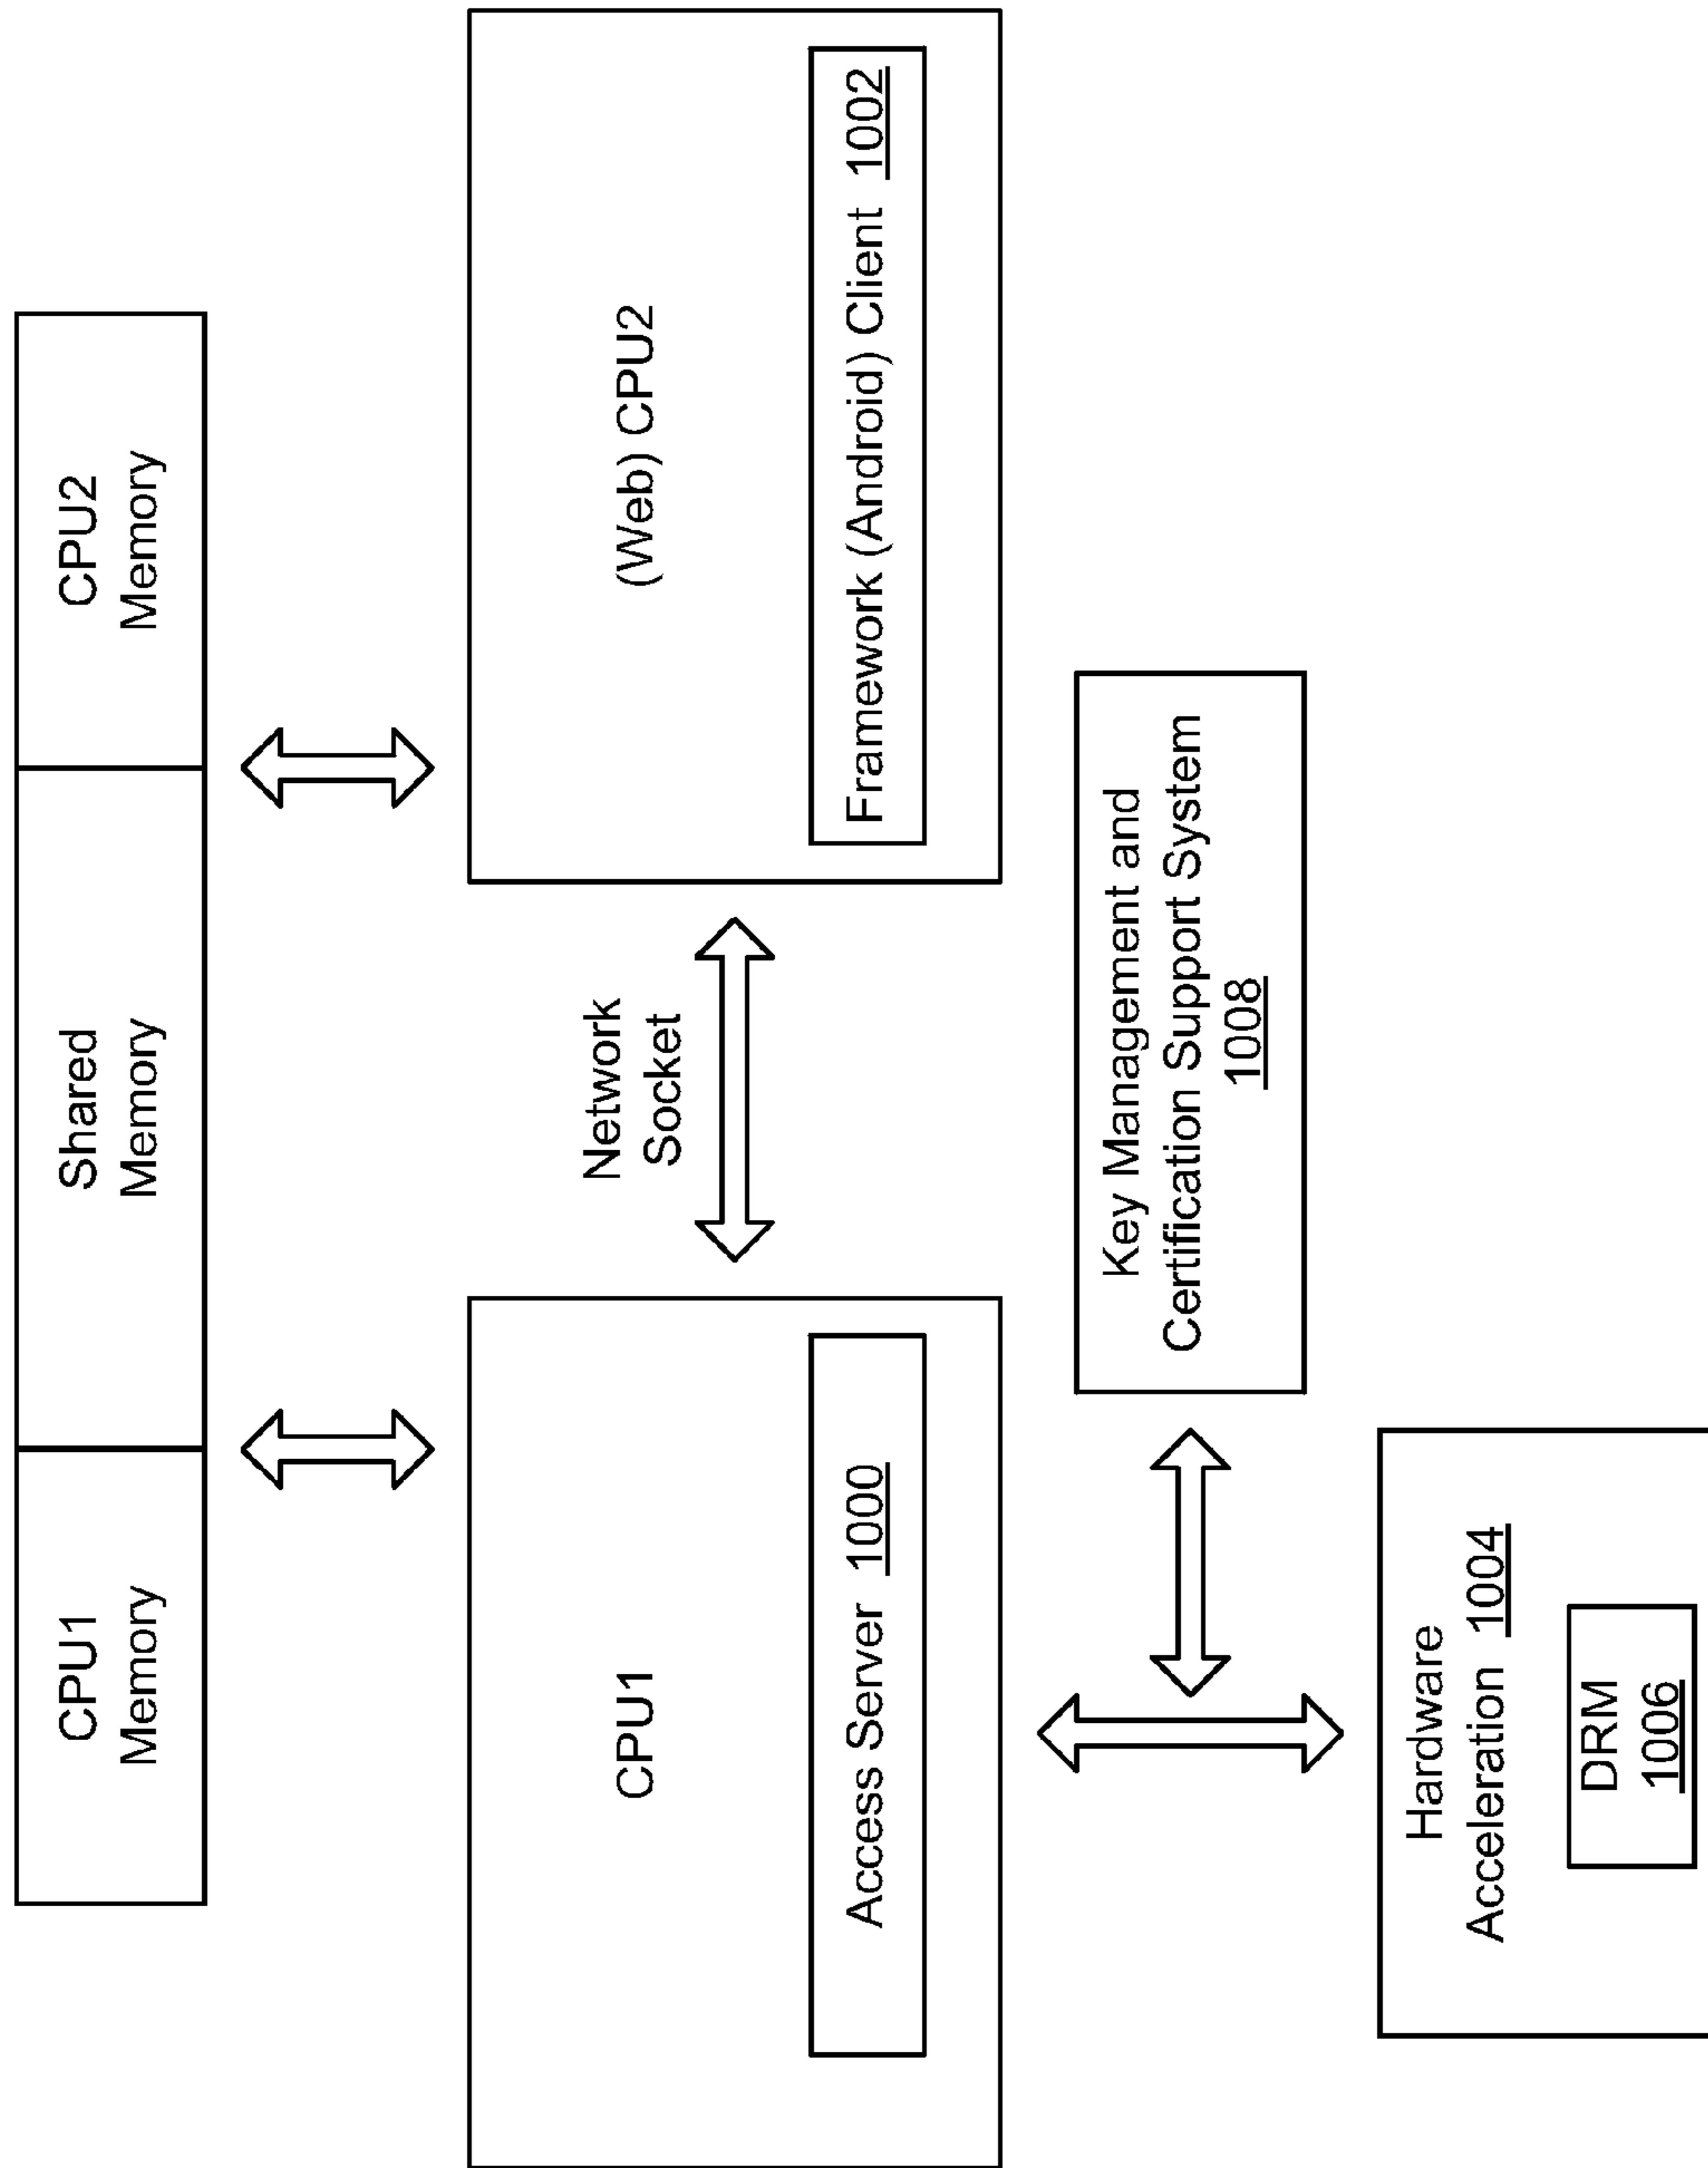 CPU1
Memory
Shared
Memory
CPU2
Memory
CPU1
Access Server 1000
Network
Socket
(Web) CPU2
Framework (Android) Client 1002
Key Management and
Certification Support System
1008
Hardware
Acceleration 1004
DRM
1006